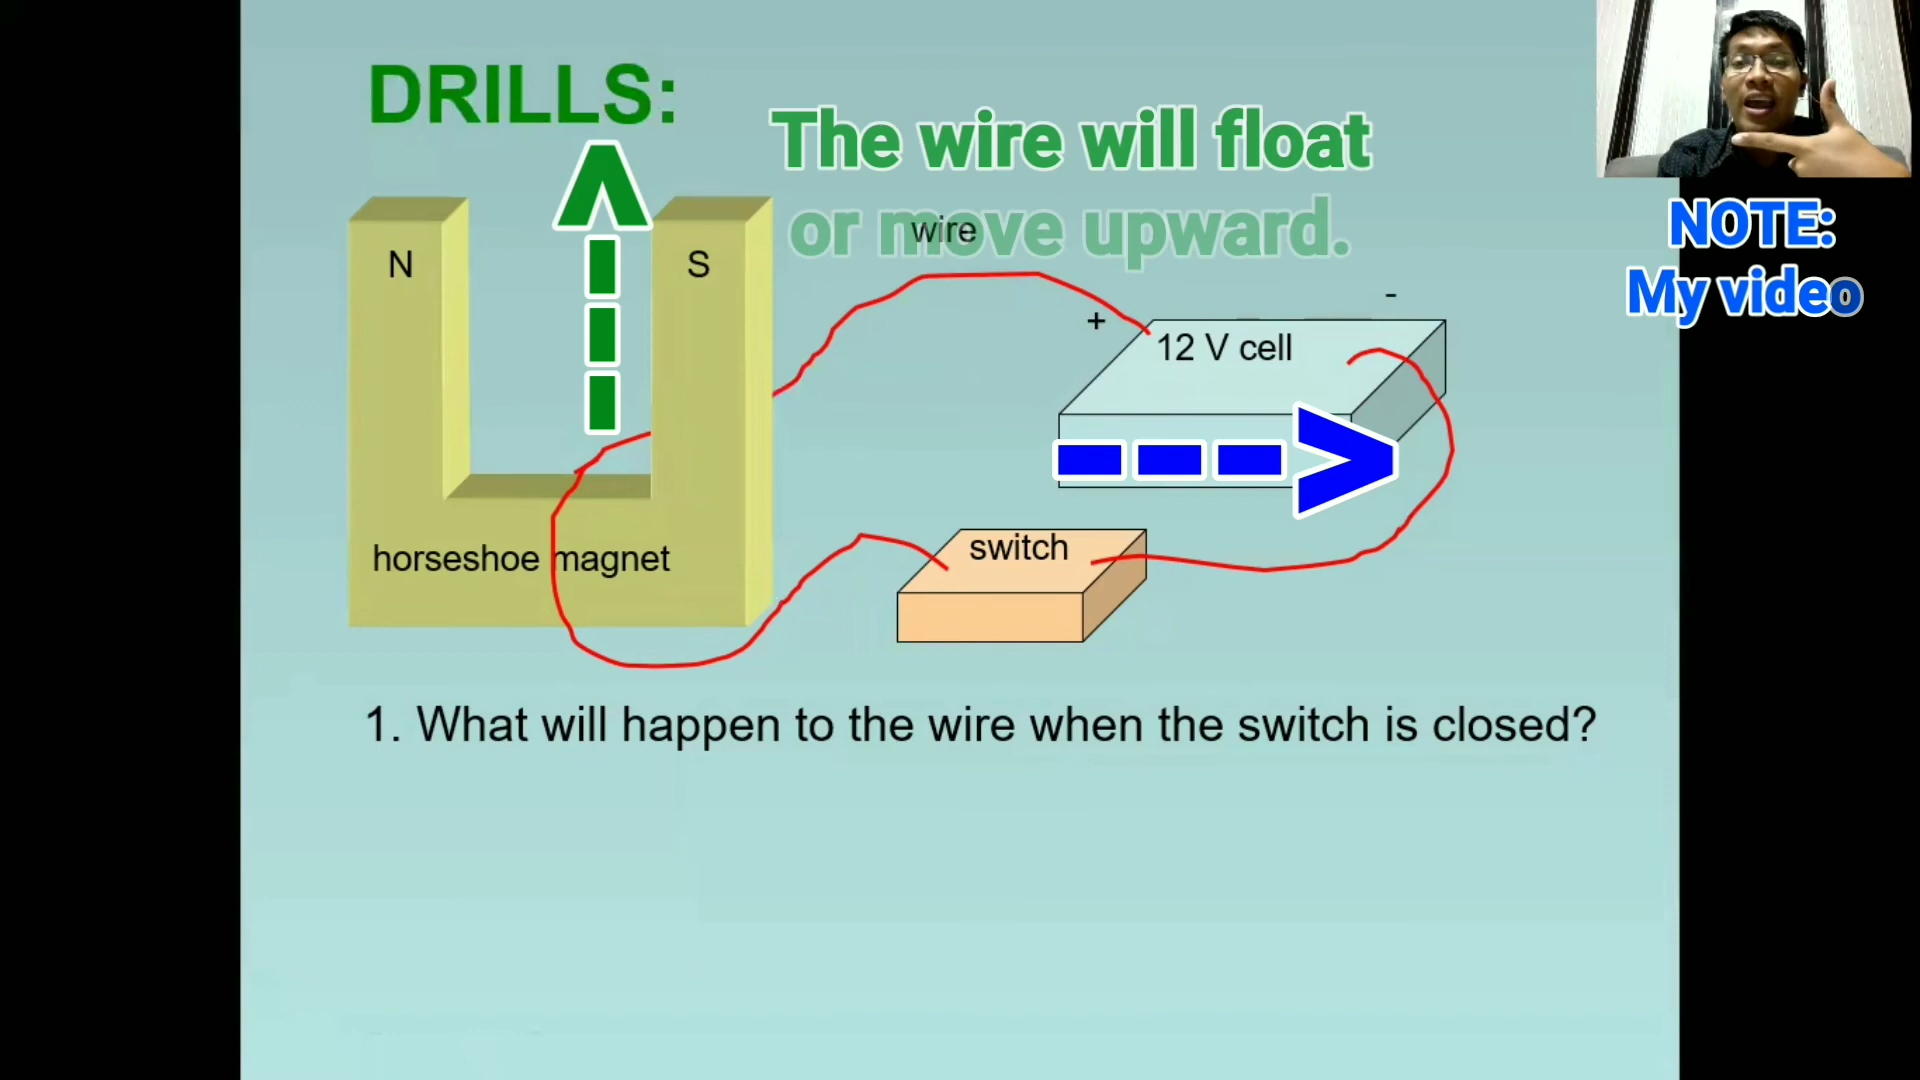 DRILLS:
The wire will float
or move upward.
wire
N
S
NOTE:
My video
+
-
12 V cell
switch
horseshoe magnet
1. What will happen to the wire when the switch is closed?